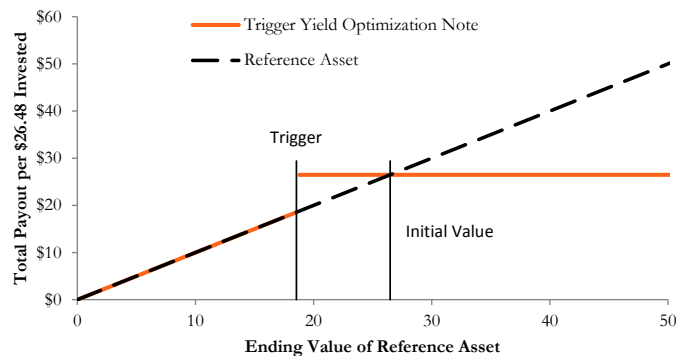 Total Payout per $26.48 Invested
$60
$50
$40
$30
$20
$10
$0
Trigger Yield Optimization Note
Reference Asset
Trigger
Initial Value
0
10
20
30
40
50
Ending Value of Reference Asset